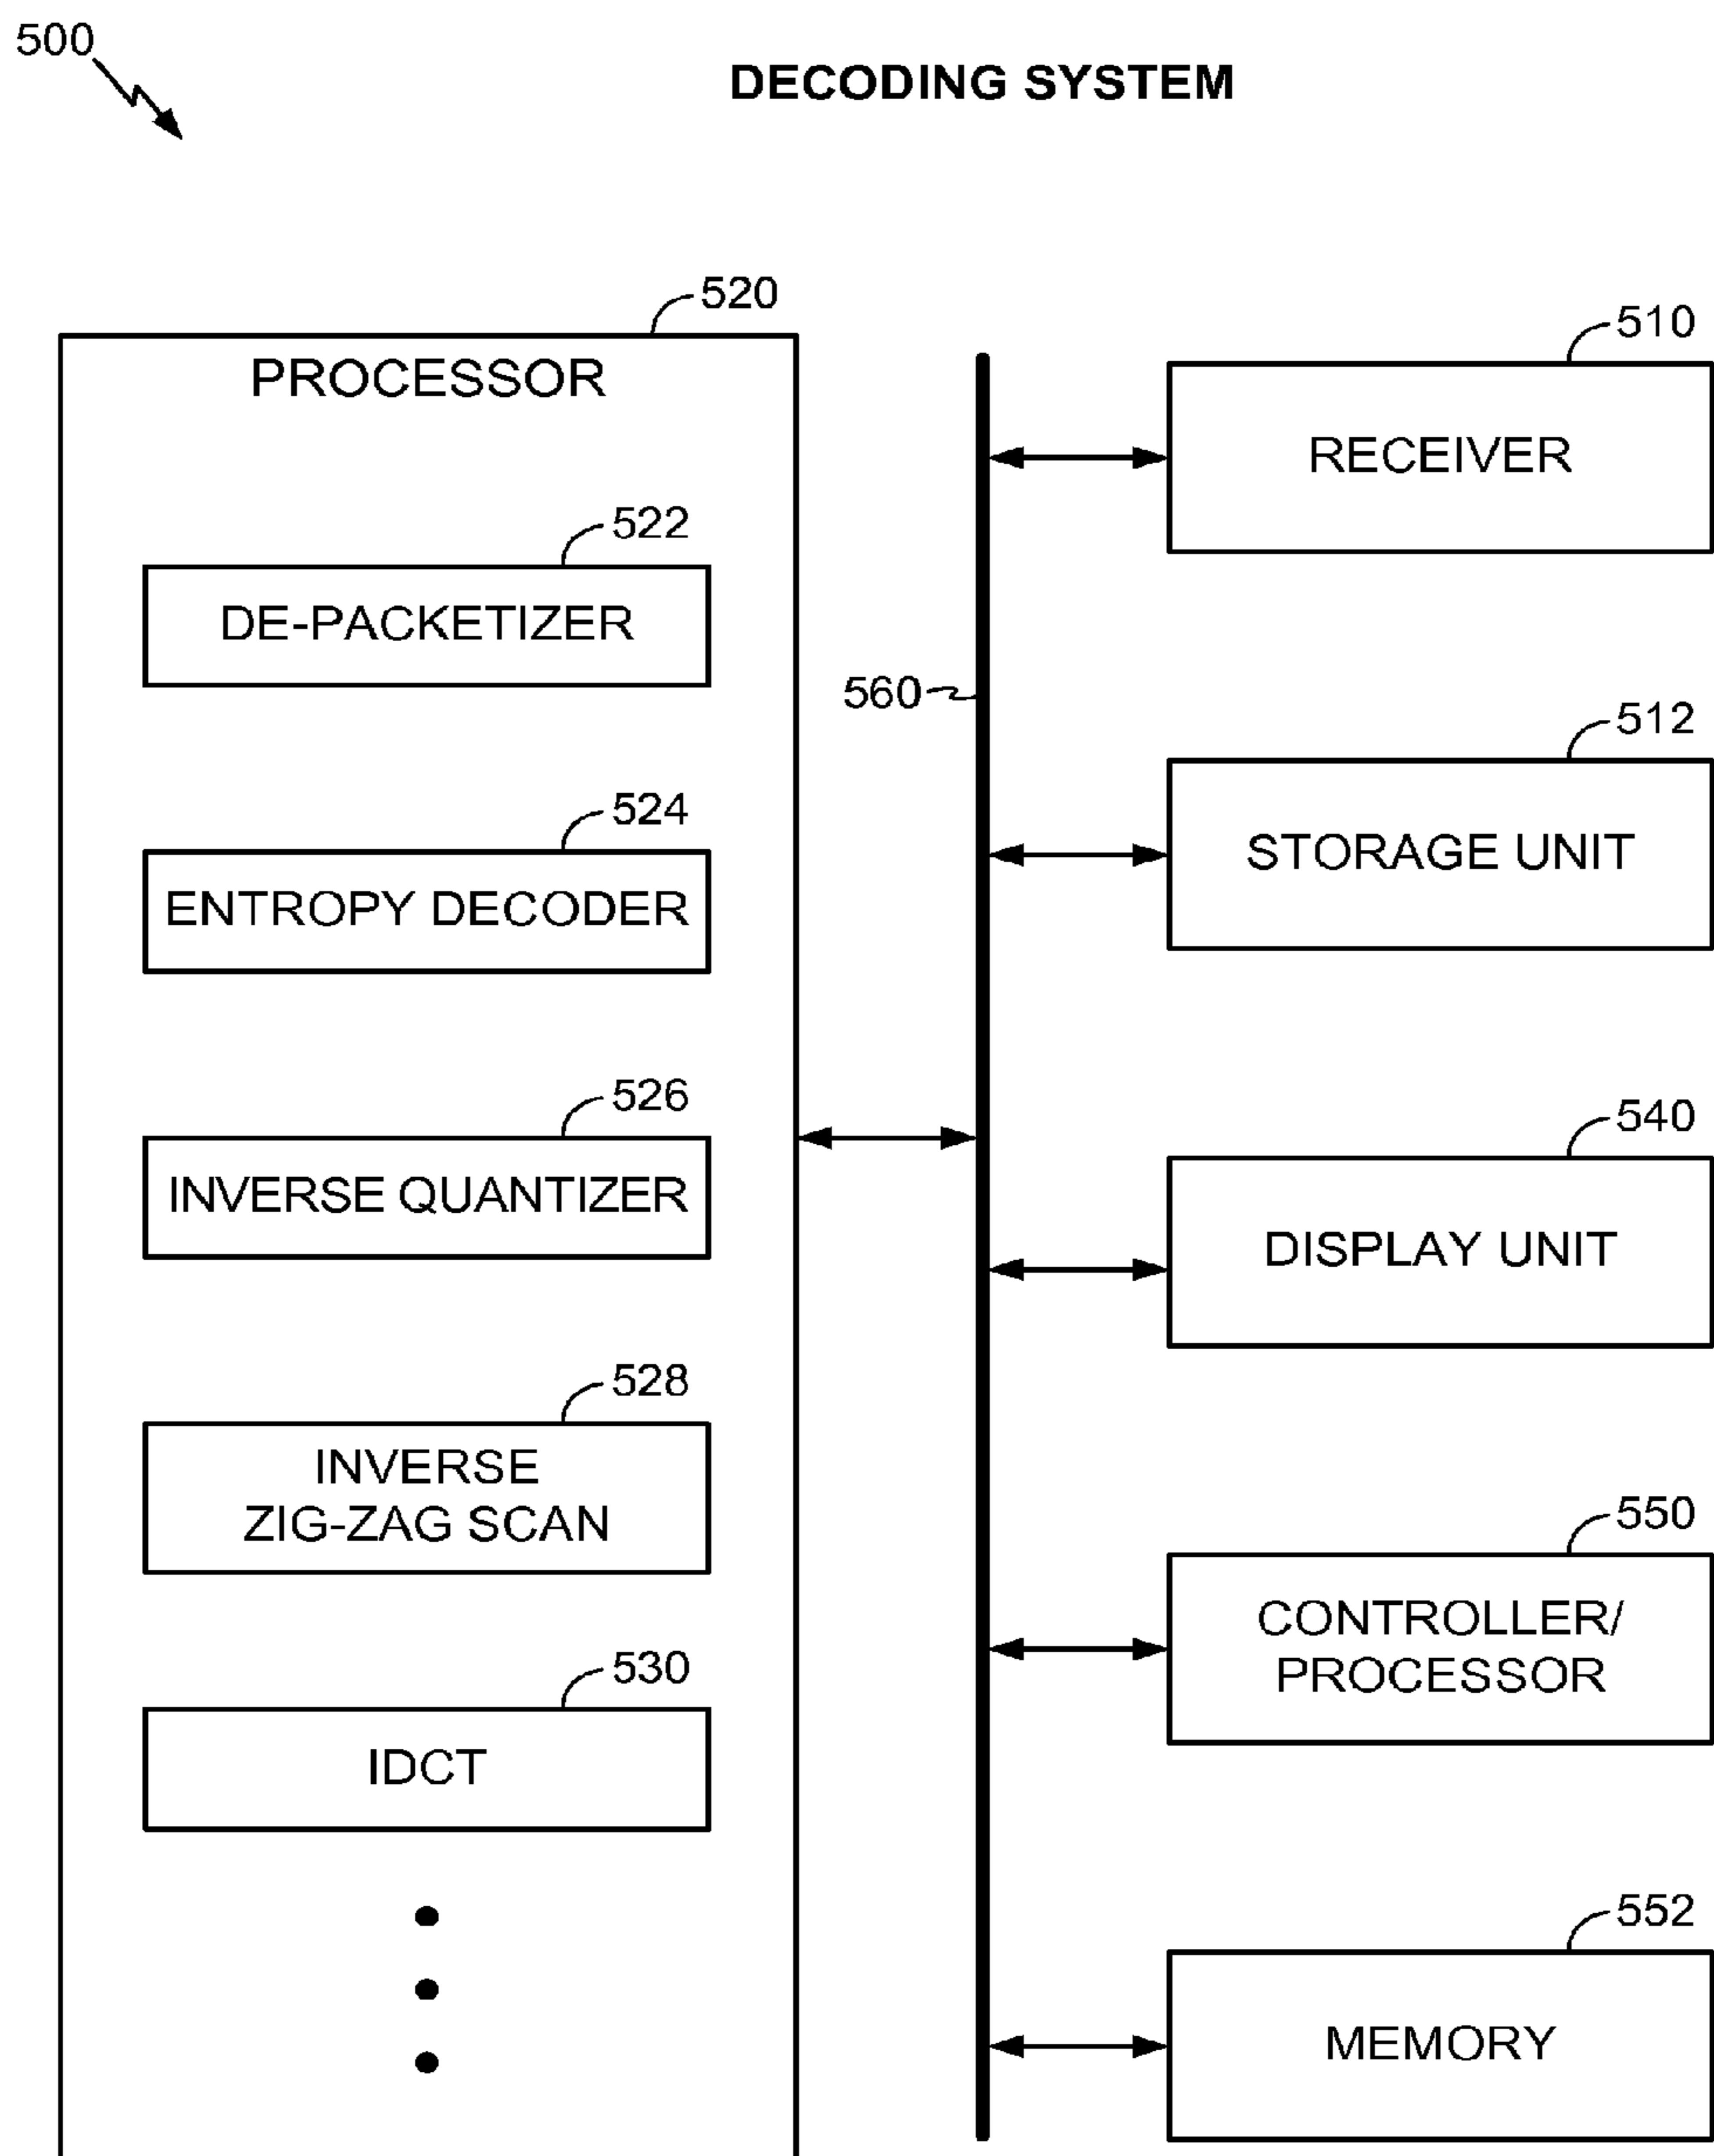 500
DECODING SYSTEM
520
PROCESSOR
522
DE-PACKETIZER
524
ENTROPY DECODER
526
INVERSE QUANTIZER
528
INVERSE
ZIG-ZAG SCAN
530
IDCT
560
510
RECEIVER
512
STORAGE UNIT
540
DISPLAY UNIT
550
CONTROLLER/
PROCESSOR
552
MEMORY